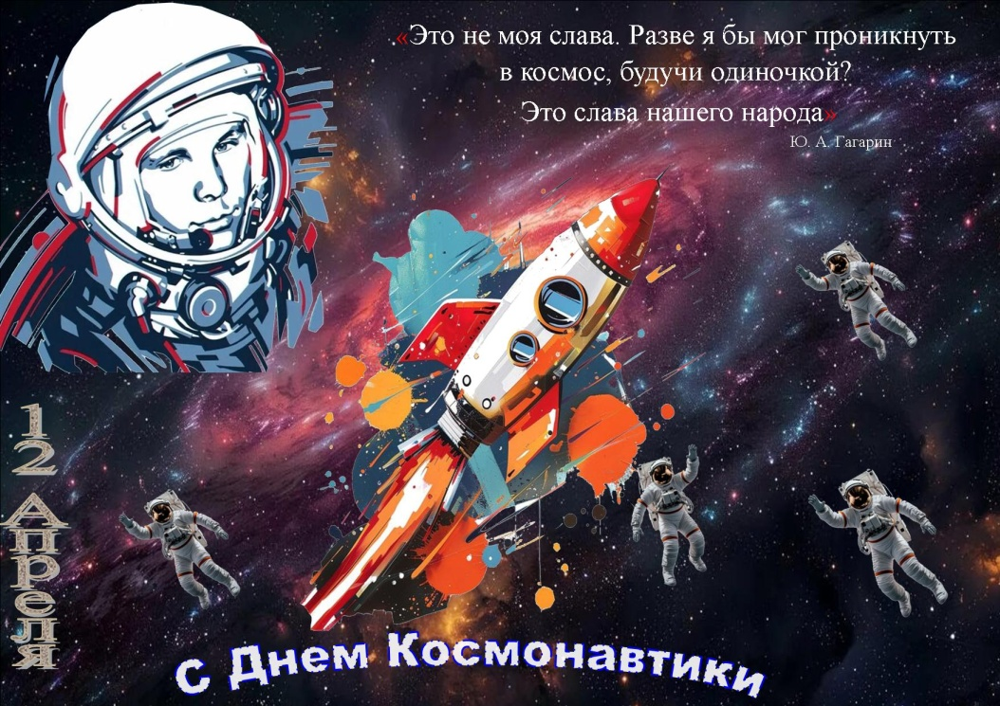 «Это не моя слава. Разве я бы мог проникнуть
в космос, будучи одиночкой?
Это слава нашего народа»
Ю. А. Гагарин
12 Апреля
С Днем Космонавтики